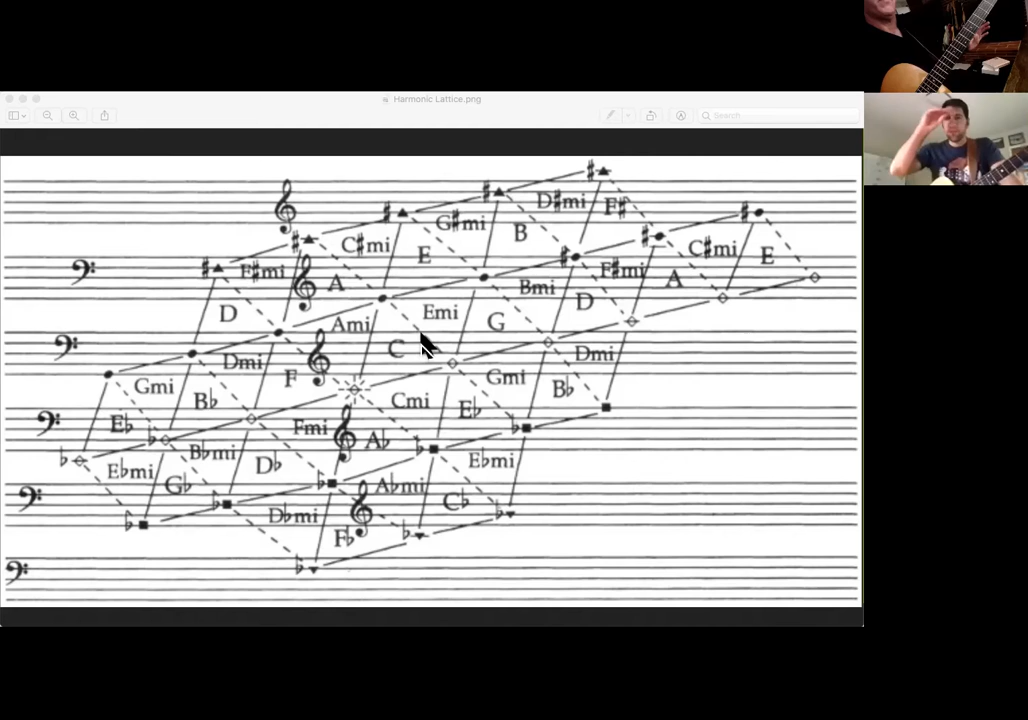 Harmonic Lattice.png
Search
D♯mi F♯
G♯mi B
C♯mi E C♯mi E
F♯mi A F♯mi A
D Emi Bmi D
Ami G
Dmi C Dmi
Gmi F Gmi B♭
B♭ Cmi E♭
E♭ Fmi A♭
E♭mi B♭mi D♭ E♭mi
G♭ A♭mi C♭
D♭mi F♭